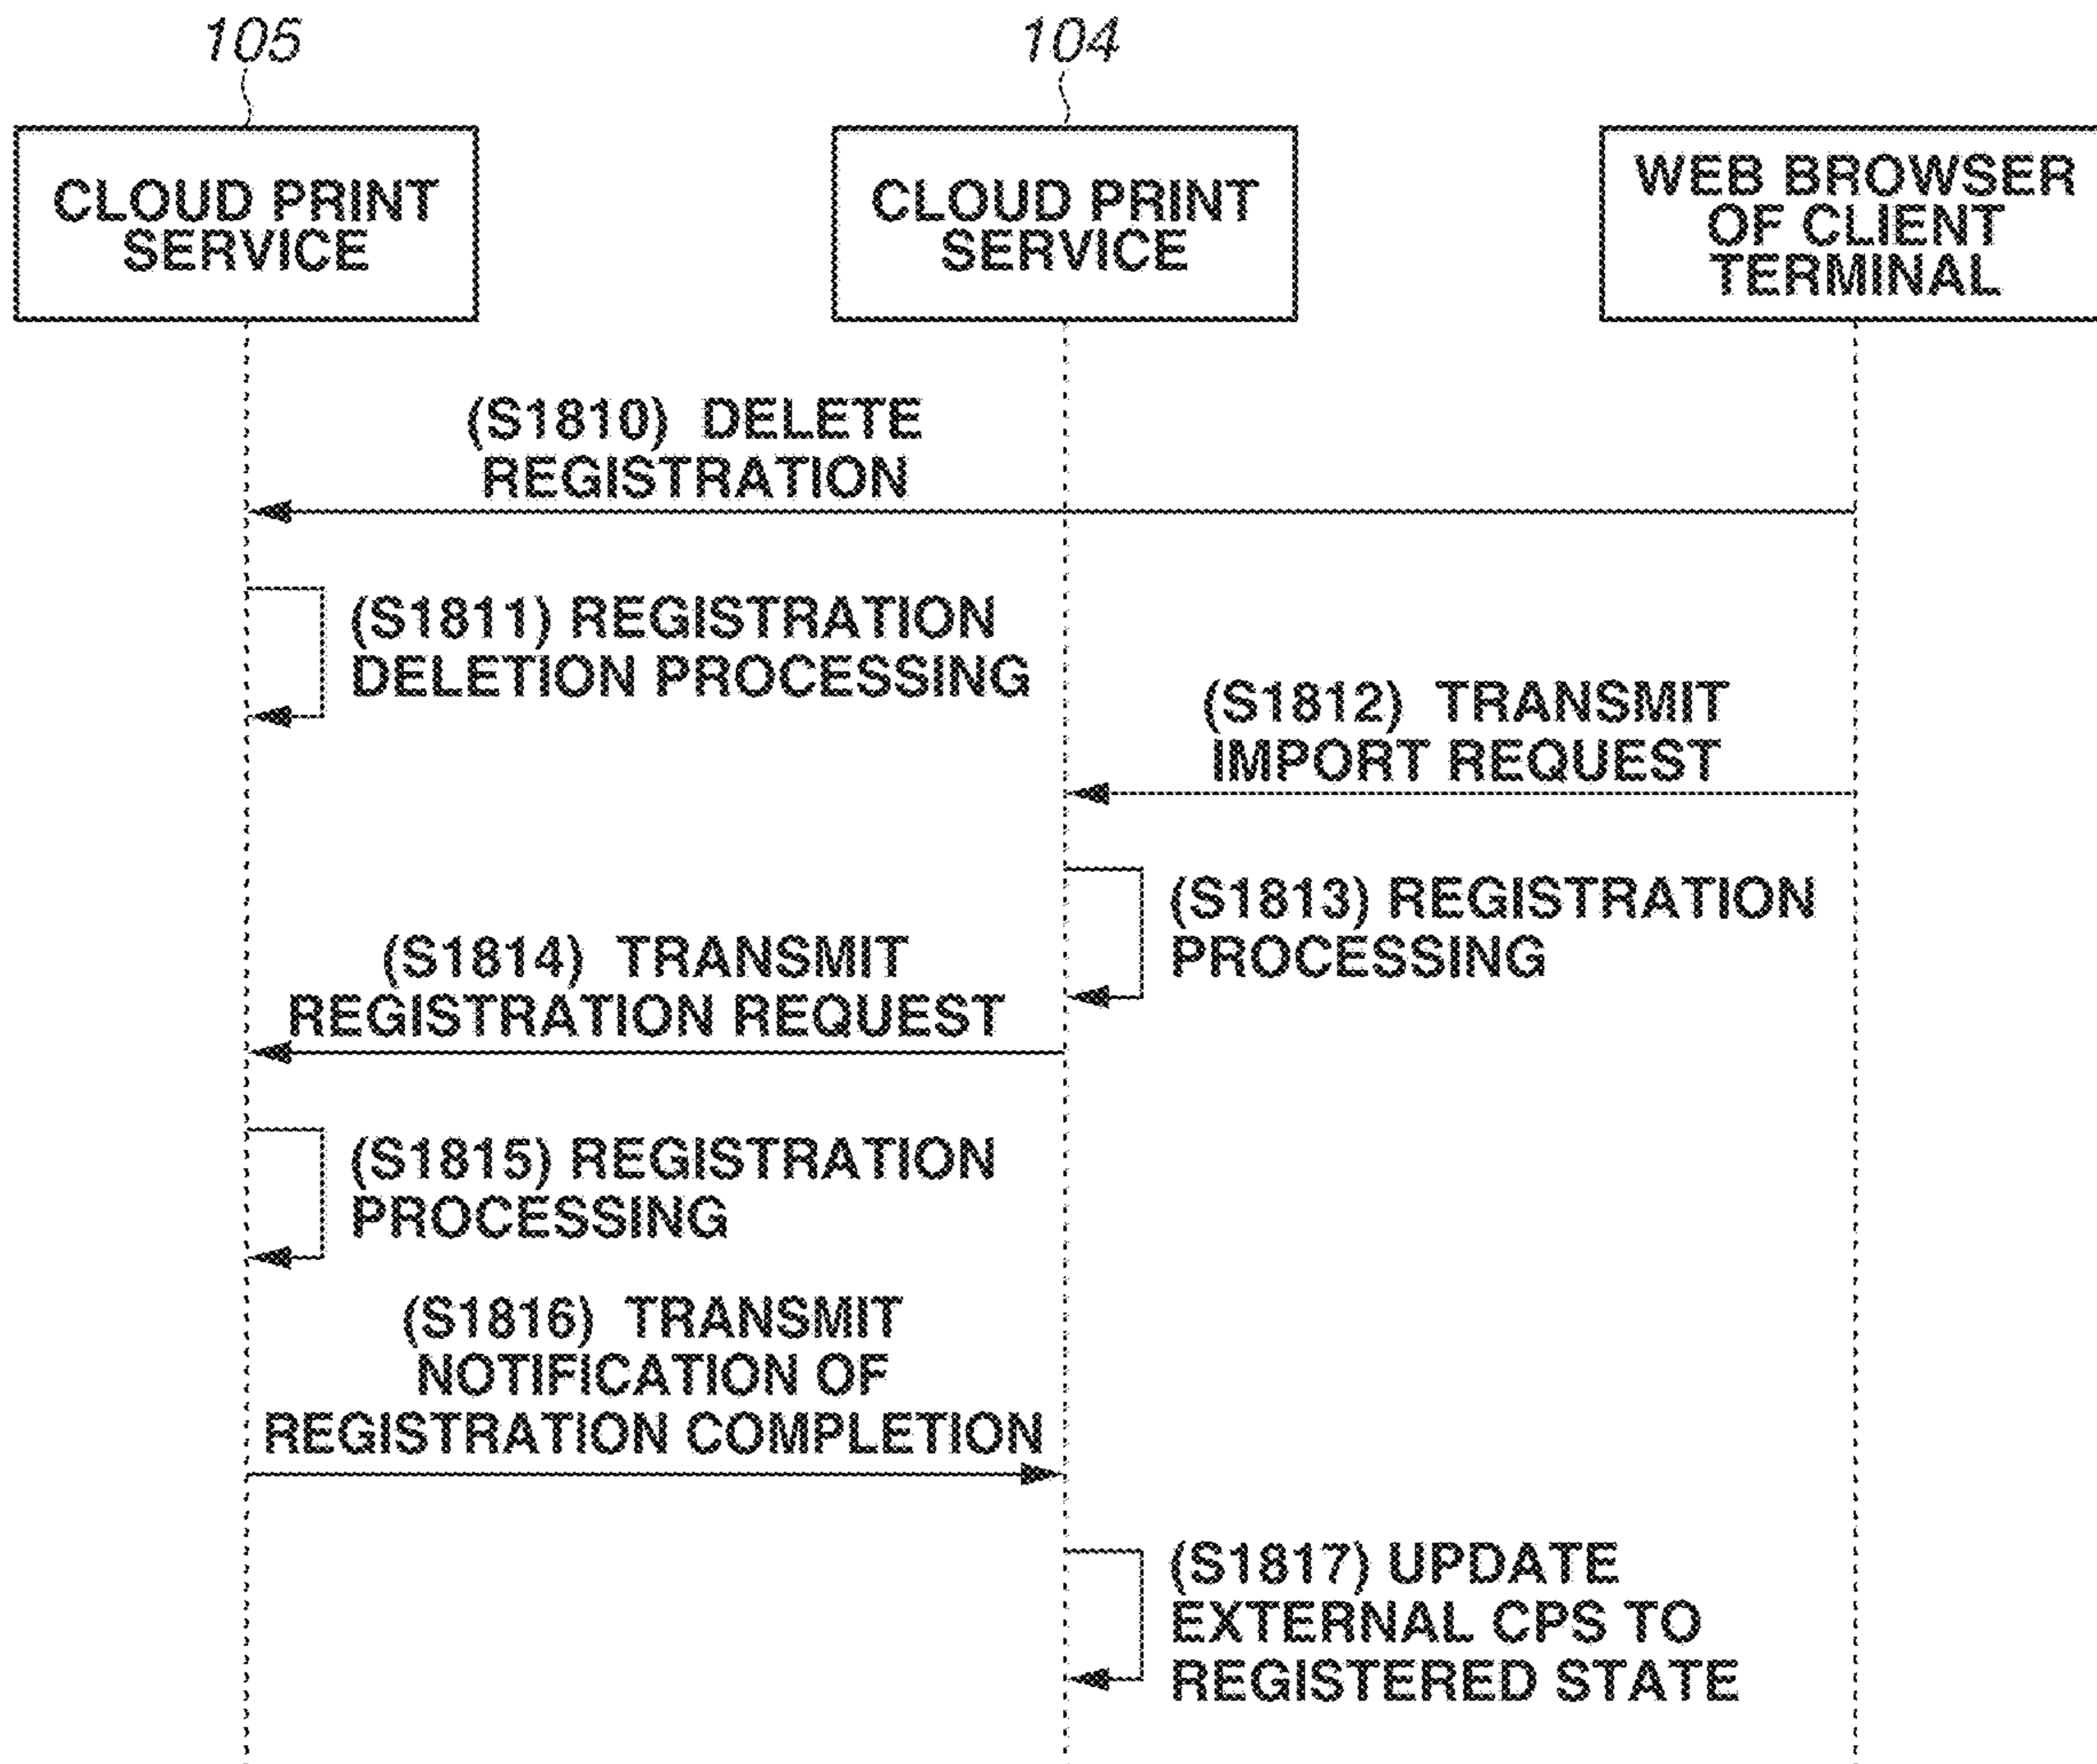 105
104
CLOUD PRINT
SERVICE
CLOUD PRINT
SERVICE
WEB BROWSER
OF CLIENT
TERMINAL
(S1810) DELETE
REGISTRATION
(S1811) REGISTRATION
DELETION PROCESSING
(S1812) TRANSMIT
IMPORT REQUEST
(S1813) REGISTRATION
PROCESSING
(S1814) TRANSMIT
REGISTRATION REQUEST
(S1815) REGISTRATION
PROCESSING
(S1816) TRANSMIT
NOTIFICATION OF
REGISTRATION COMPLETION
(S1817) UPDATE
EXTERNAL CPS TO
REGISTERED STATE